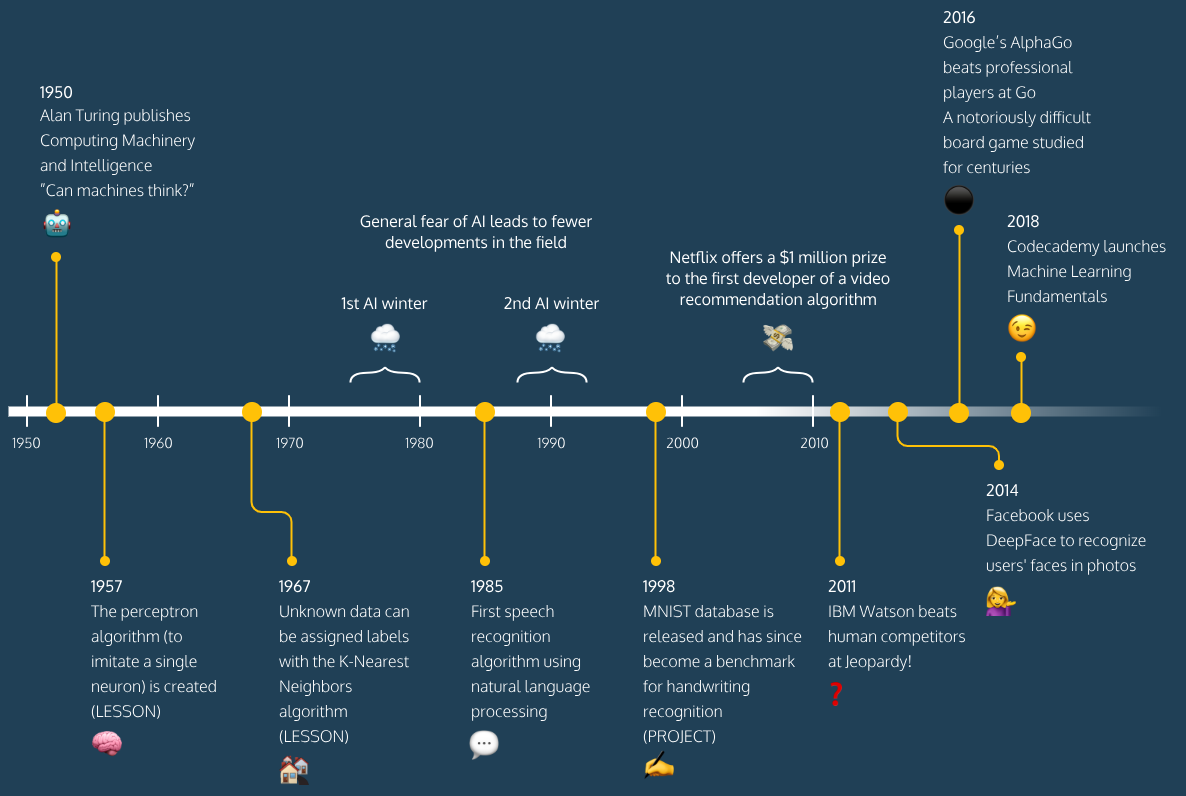 2016
Google's AlphaGo
beats professional
players at Go
A notoriously difficult
board game studied
for centuries
1950
Alan Turing publishes
Computing Machinery
and Intelligence
"Can machines think?"
General fear of AI leads to fewer
developments in the field
1st AI winter
2nd AI winter
Netflix offers a $1 million prize
to the first developer of a video
recommendation algorithm
2018
Codecademy launches
Machine Learning
Fundamentals
1950
1960
1970
1980
1990
2000
2010
2014
Facebook uses
DeepFace to recognize
users' faces in photos
1957
The perceptron
algorithm (to
imitate a single
neuron) is created
(LESSON)
1967
Unknown data can
be assigned labels
with the K-Nearest
Neighbors
algorithm
(LESSON)
1985
First speech
recognition
algorithm using
natural language
processing
1998
MNIST database is
released and has since
become a benchmark
for handwriting
recognition
(PROJECT)
2011
IBM Watson beats
human competitors
at Jeopardy!